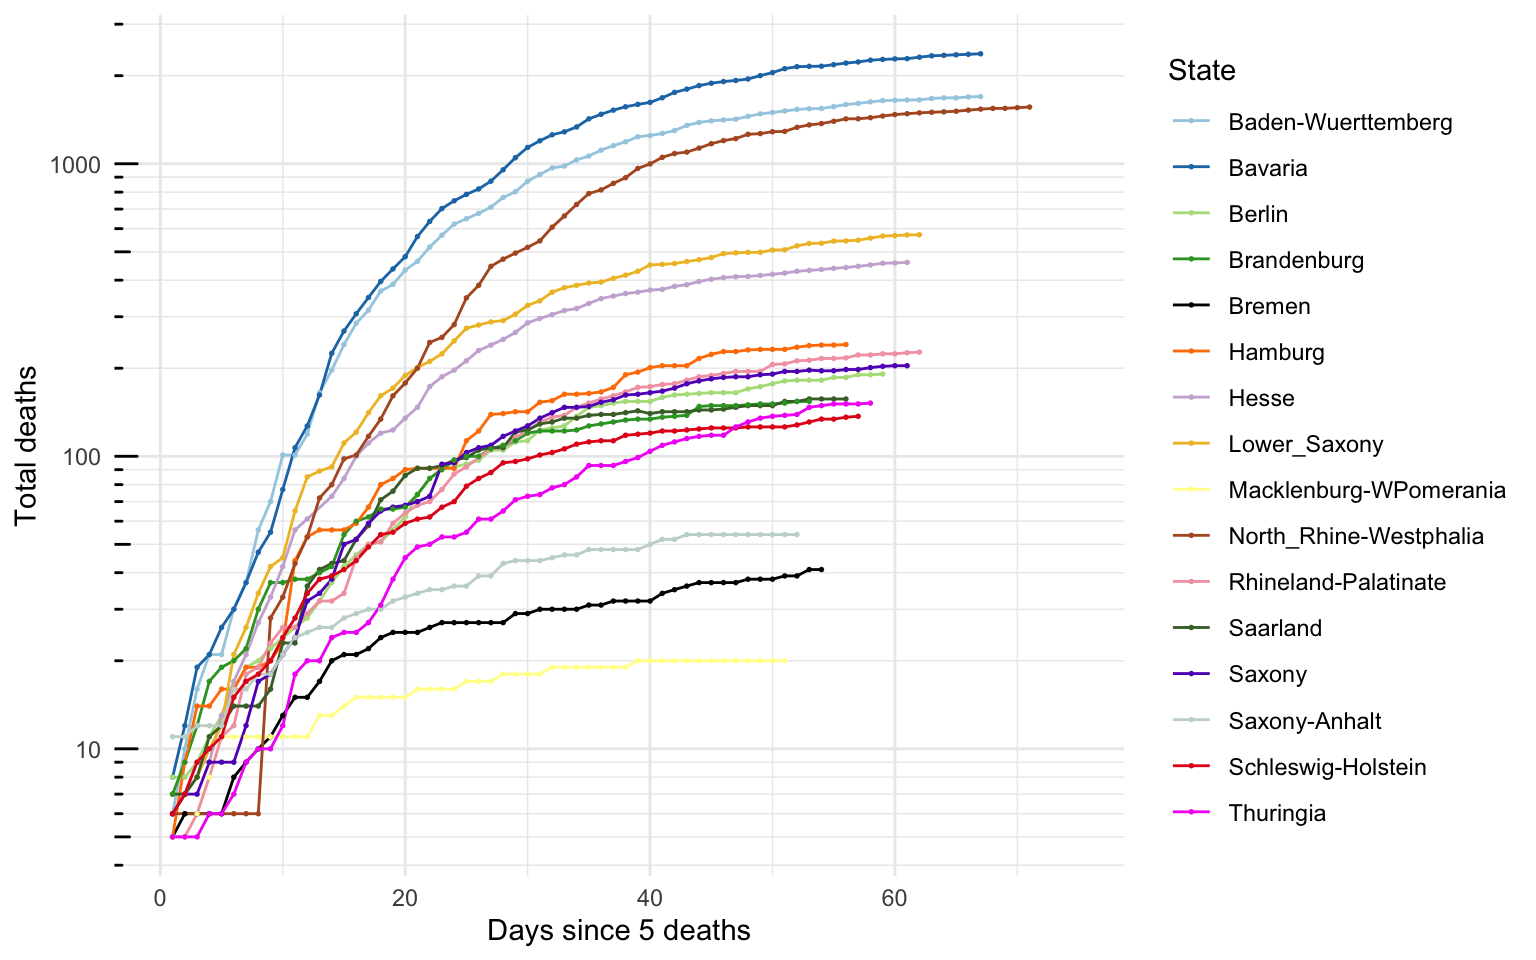 Total deaths
1000
100
10
0 20 40 60
Days since 5 deaths
State
Baden-Wuerttemberg
Bavaria
Berlin
Brandenburg
Bremen
Hamburg
Hesse
Lower_Saxony
Macklenburg-WPomerania
North_Rhine-Westphalia
Rhineland-Palatinate
Saarland
Saxony
Saxony-Anhalt
Schleswig-Holstein
Thuringia